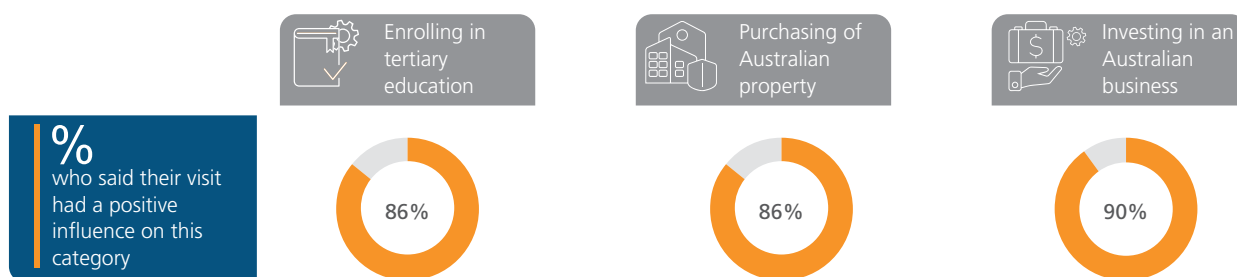 Enrolling in
tertiary
education
Purchasing of
Australian
property
$
Investing in an
Australian
business
%
who said their visit
had a positive
influence on this
category
86%
86%
90%